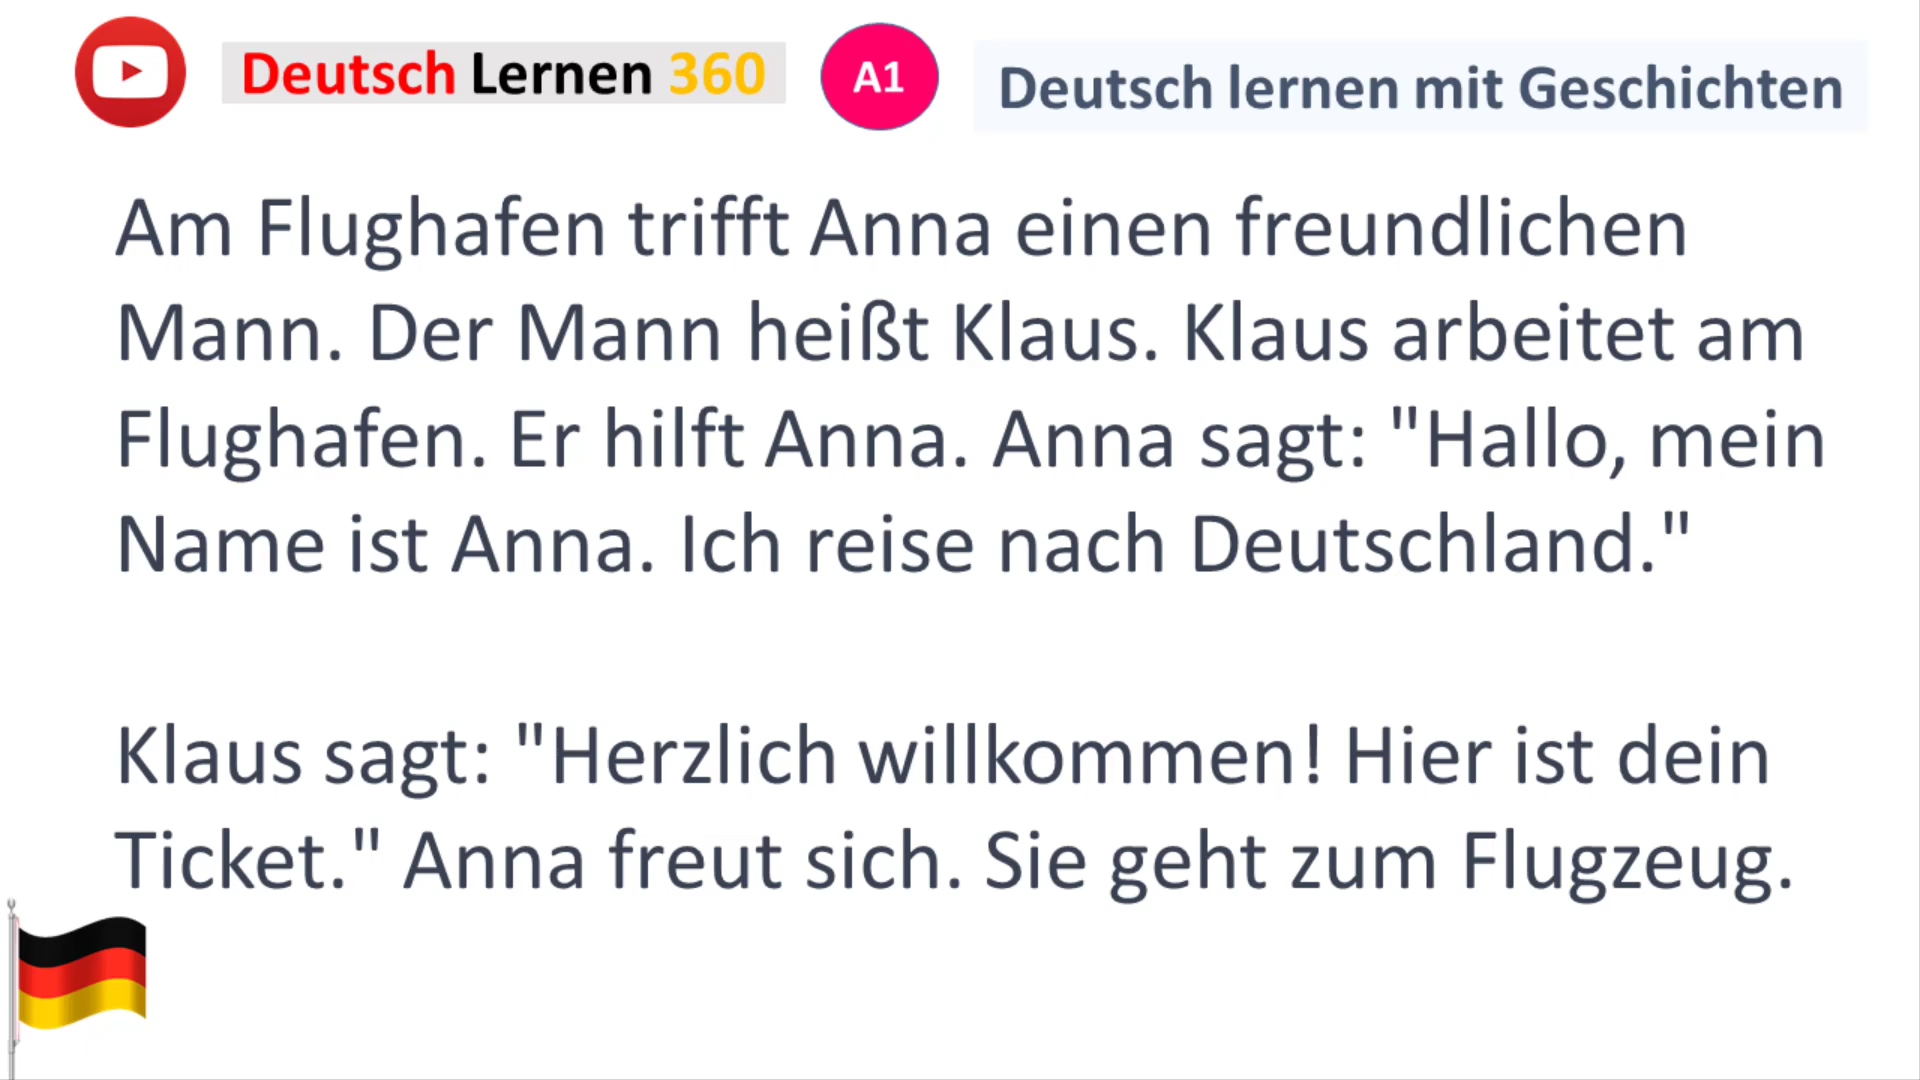 Deutsch Lernen 360
A1
Deutsch lernen mit Geschichten
Am Flughafen trifft Anna einen freundlichen
Mann. Der Mann heißt Klaus. Klaus arbeitet am
Flughafen. Er hilft Anna. Anna sagt: "Hallo, mein
Name ist Anna. Ich reise nach Deutschland."
Klaus sagt: "Herzlich willkommen! Hier ist dein
Ticket." Anna freut sich. Sie geht zum Flugzeug.